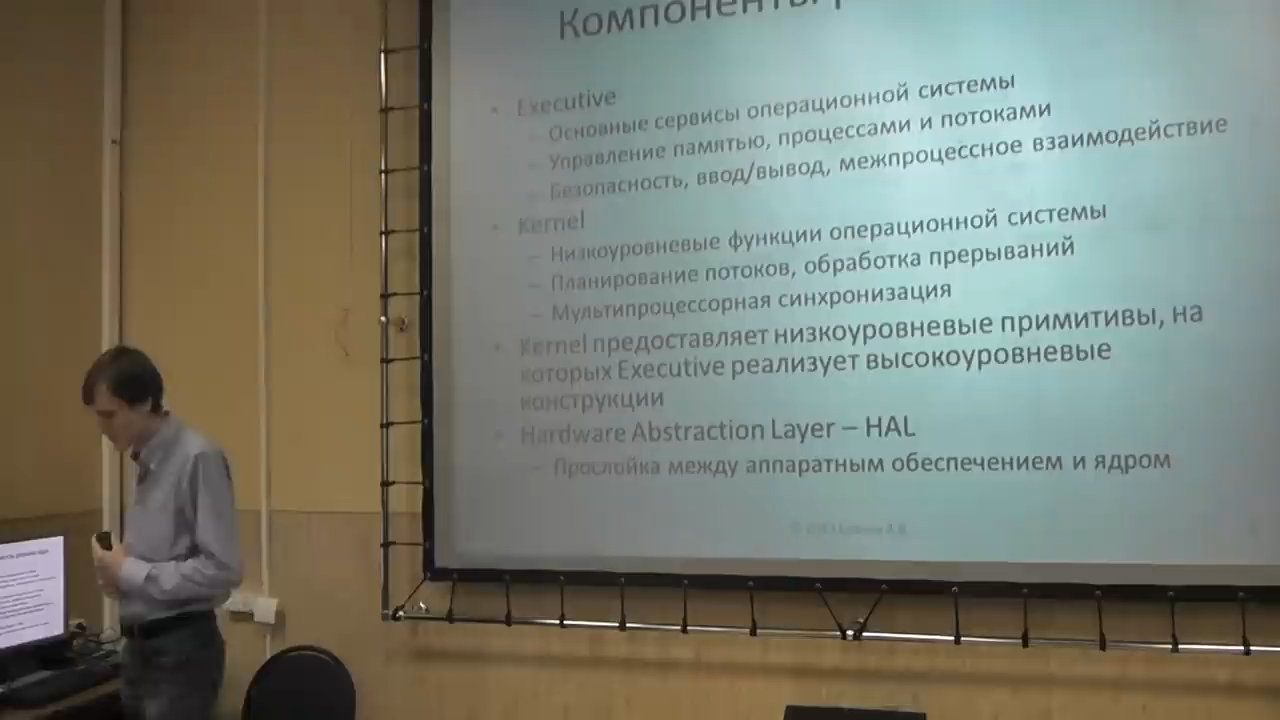 Компоненты
• Executive
– Основные сервисы операционной системы
– Управление памятью, процессами и потоками
– Безопасность, ввод/вывод, межпроцессное взаимодействие
• Kernel
– Низкоуровневые функции операционной системы
– Планирование потоков, обработка прерываний
– Мультипроцессорная синхронизация
• Kernel предоставляет низкоуровневые примитивы, на
которых Executive реализует высокоуровневые
конструкции
• Hardware Abstraction Layer – HAL
– Прослойка между аппаратным обеспечением и ядром